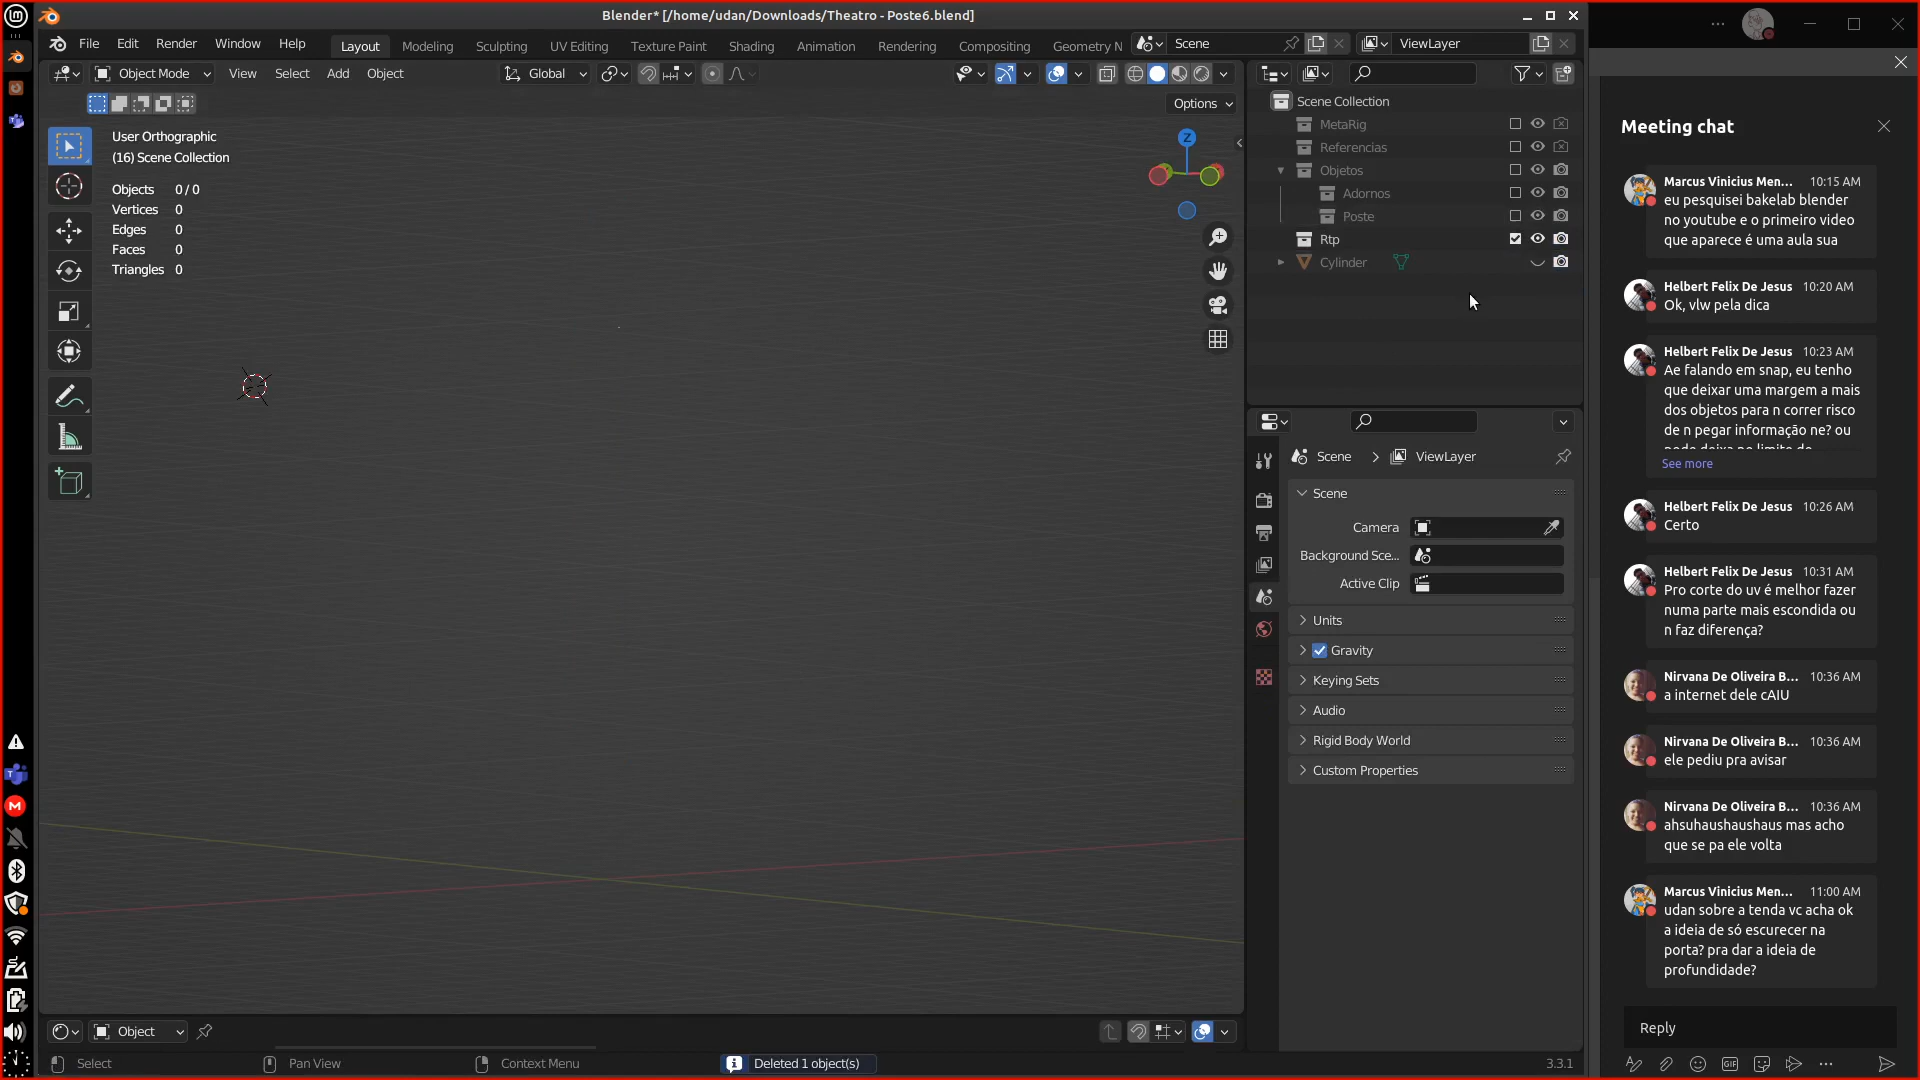 Blender* [/home/udan/Downloads/Theatro - Poste6.blend]
File Edit Render Window Help
Layout Modeling Sculpting UV Editing Texture Paint Shading Animation Rendering Compositing Geometry N
Scene
ViewLayer
Object Mode View Select Add Object
Global
Options
User Orthographic
(16) Scene Collection
Objects 0 / 0
Vertices 0
Edges 0
Faces 0
Triangles 0
Z
Scene Collection
MetaRig
Referencias
Objetos
Adornos
Poste
Rtp
Cylinder
Scene ViewLayer
Scene
Camera
Background Sce...
Active Clip
Units
Gravity
Keying Sets
Audio
Rigid Body World
Custom Properties
Object
Select
Pan View
Context Menu
Deleted 1 object(s)
3.3.1
Meeting chat
Marcus Vinicius Men... 10:15 AM
eu pesquisei bakelab blender
no youtube e o primeiro video
que aparece é uma aula sua
Helbert Felix De Jesus 10:20 AM
Ok, vlw pela dica
Helbert Felix De Jesus 10:23 AM
Ae falando em snap, eu tenho
que deixar uma margem a mais
dos objetos para n correr risco
de n pegar informação ne? ou
pode deixa no limite do
See more
Helbert Felix De Jesus 10:26 AM
Certo
Helbert Felix De Jesus 10:31 AM
Pro corte do uv é melhor fazer
numa parte mais escondida ou
n faz diferença?
Nirvana De Oliveira B... 10:36 AM
a internet dele cAIU
Nirvana De Oliveira B... 10:36 AM
ele pediu pra avisar
Nirvana De Oliveira B... 10:36 AM
ahsuhaushaushaus mas acho
que se pa ele volta
Marcus Vinicius Men... 11:00 AM
udan sobre a tenda vc acha ok
a ideia de só escurecer na
porta? pra dar a ideia de
profundidade?
Reply
GIF